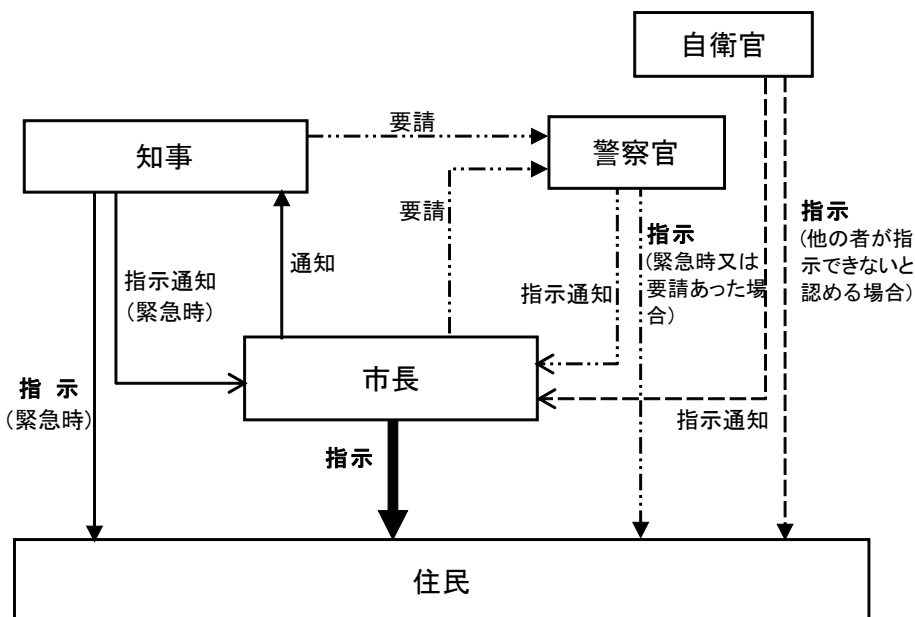 自衛官
要請
知事
警察官
要請
指示
(他の者が指
示できないと
認める場合)
指示
(緊急時又は
要請あった場
合)
通知
指示通知
(緊急時)
指示通知
市長
指 示
(緊急時)
指示通知
指示
住民